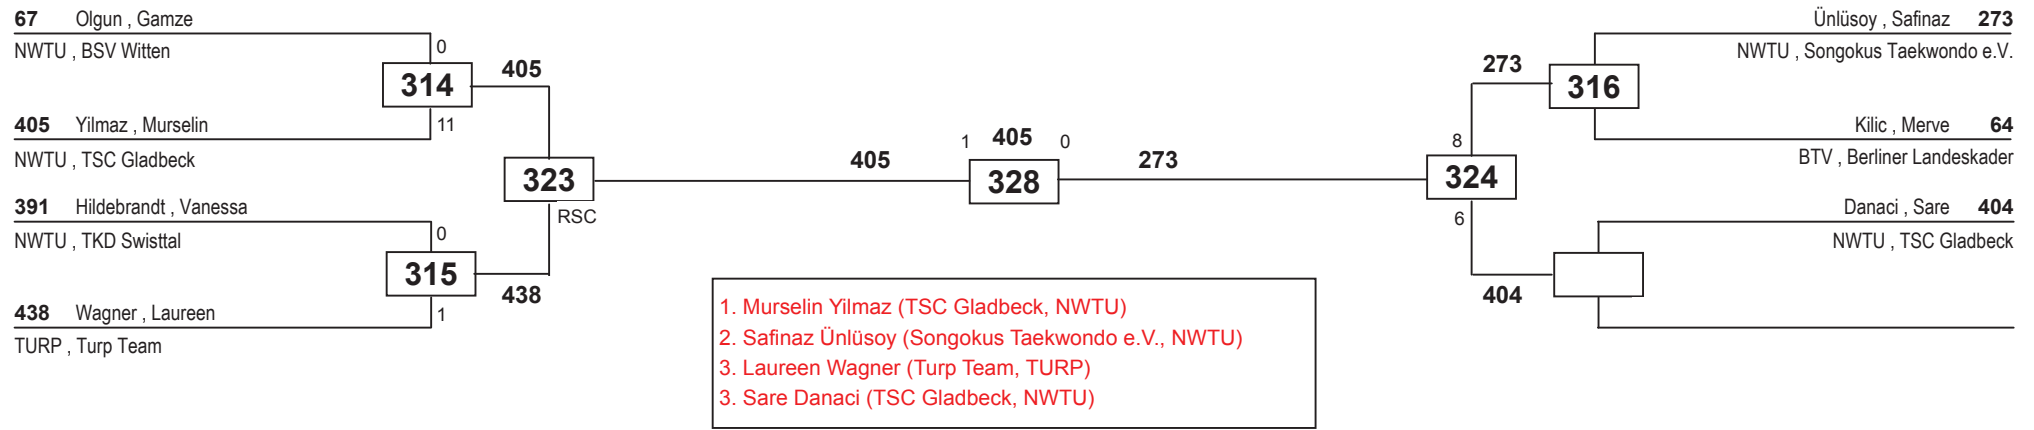 67 Olgun , Gamze
NWTU , BSV Witten
0
314
405
11
405 Yilmaz , Murselin
NWTU , TSC Gladbeck
323
RSC
391 Hildebrandt , Vanessa
NWTU , TKD Swisttal
0
315
438
1
438 Wagner , Laureen
TURP , Turp Team
405
1 405 0
328
273
Ünlüsoy , Safinaz 273
NWTU , Songokus Taekwondo e.V.
273
316
Kilic , Merve 64
BTV , Berliner Landeskader
8
324
6
Danaci , Sare 404
NWTU , TSC Gladbeck
404
1. Murselin Yilmaz (TSC Gladbeck, NWTU)
2. Safinaz Ünlüsoy (Songokus Taekwondo e.V., NWTU)
3. Laureen Wagner (Turp Team, TURP)
3. Sare Danaci (TSC Gladbeck, NWTU)